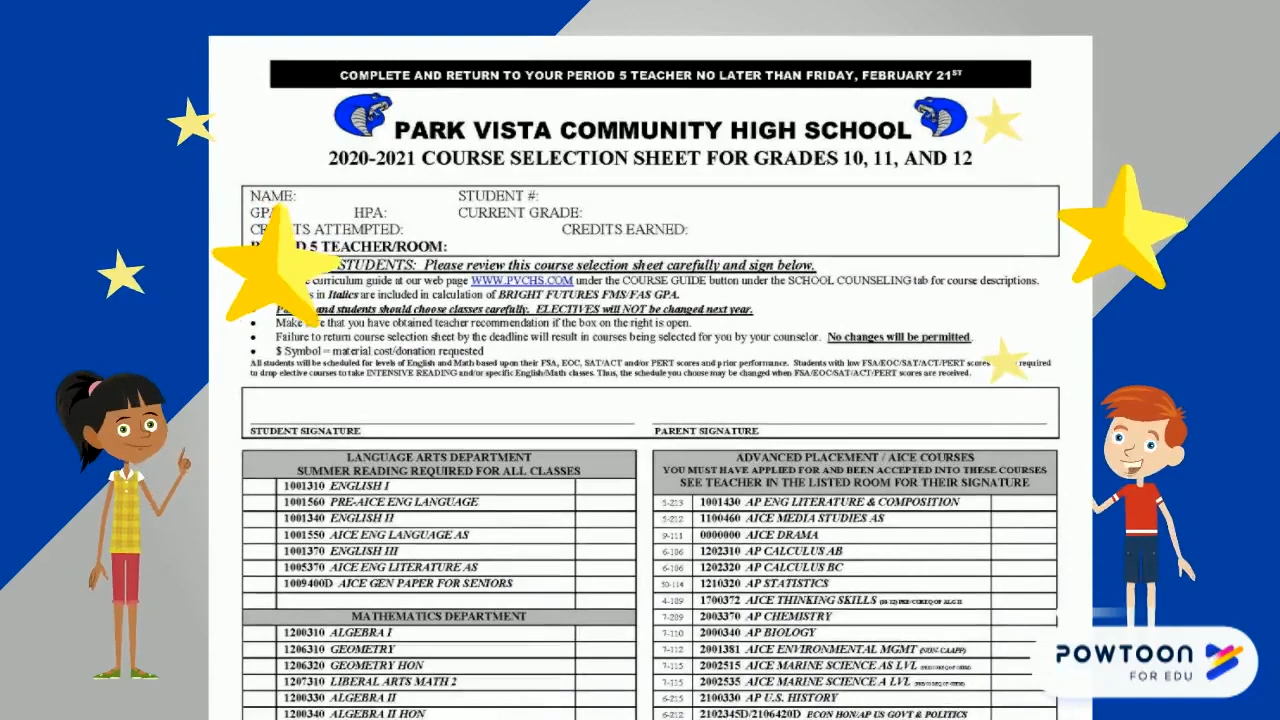 COMPLETE AND RETURN TO YOUR PERIOD 5 TEACHER NO LATER THAN FRIDAY, FEBRUARY 21ST
PARK VISTA COMMUNITY HIGH SCHOOL
2020-2021 COURSE SELECTION SHEET FOR GRADES 10, 11, AND 12
NAME: STUDENT #:
HPA: CURRENT GRADE:
ATTEMPTED: CREDITS EARNED:
5 TEACHER/ROOM:
STUDENTS: Please review this course selection sheet carefully and sign below.
curriculum guide at our web page WWW.PVCHS.COM under the COURSE GUIDE button under the SCHOOL COUNSELING tab for course descriptions.
in Italics are included in calculation of BRIGHT FUTURES FMS/FAS GPA.
and students should choose classes carefully. ELECTIVES will NOT be changed next year.
• that you have obtained teacher recommendation if the box on the right is open.
• Failure to return course selection sheet by the deadline will result in courses being selected for you by your counselor. No changes will be permitted.
• $ Symbol = material cost/donation requested
All students will be scheduled for levels of English and Math based upon their FSA, EOC, SAT/ACT and/or PERT scores and prior performance. Students with low FSA/EOC/SAT/ACT/PERT scores required
to drop elective courses to take INTENSIVE READING and/or specific English/Math classes. Thus, the schedule you choose may be changed when FSA/EOC/SAT/ACT/PERT scores are received.
STUDENT SIGNATURE PARENT SIGNATURE
LANGUAGE ARTS DEPARTMENT
SUMMER READING REQUIRED FOR ALL CLASSES
1001310 ENGLISH I
1001560 PRE-AICE ENG LANGUAGE
1001340 ENGLISH II
1001550 AICE ENG LANGUAGE AS
1001370 ENGLISH III
1005370 AICE ENG LITERATURE AS
1009400D AICE GEN PAPER FOR SENIORS
MATHEMATICS DEPARTMENT
1200310 ALGEBRA I
1206310 GEOMETRY
1206320 GEOMETRY HON
1207310 LIBERAL ARTS MATH 2
1200330 ALGEBRA II
1200340 ALGEBRA II HON
ADVANCED PLACEMENT / AICE COURSES
YOU MUST HAVE APPLIED FOR AND BEEN ACCEPTED INTO THESE COURSES
SEE TEACHER IN THE LISTED ROOM FOR THEIR SIGNATURE
5-213 1001430 AP ENG LITERATURE & COMPOSITION
5-212 1100460 AICE MEDIA STUDIES AS
9-111 0000000 AICE DRAMA
6-106 1202310 AP CALCULUS AB
6-106 1202320 AP CALCULUS BC
50-114 1210320 AP STATISTICS
4-109 1700372 AICE THINKING SKILLS
7-209 2003370 AP CHEMISTRY
7-110 2000340 AP BIOLOGY
7-112 2001381 AICE ENVIRONMENTAL MGMT (NON-CAAPP)
7-115 2002515 AICE MARINE SCIENCE AS LVL
7-115 2002535 AICE MARINE SCIENCE A LVL
6-215 2100330 AP U.S. HISTORY
6-212 2102345D/2106420D ECON HON/AP US GOVT & POLITICS
POWTOON
FOR EDU